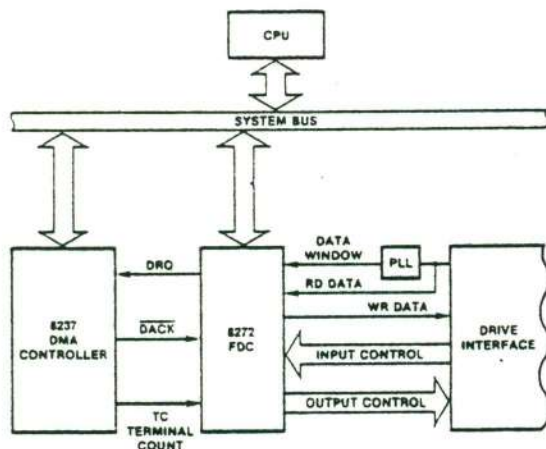 CPU
SYSTEM BUS
8237
DMA
CONTROLLER
DRQ
DACK
TC
TERMINAL
COUNT
8272
FDC
DATA
WINDOW
PLL
RD DATA
WR DATA
INPUT CONTROL
OUTPUT CONTROL
DRIVE
INTERFACE